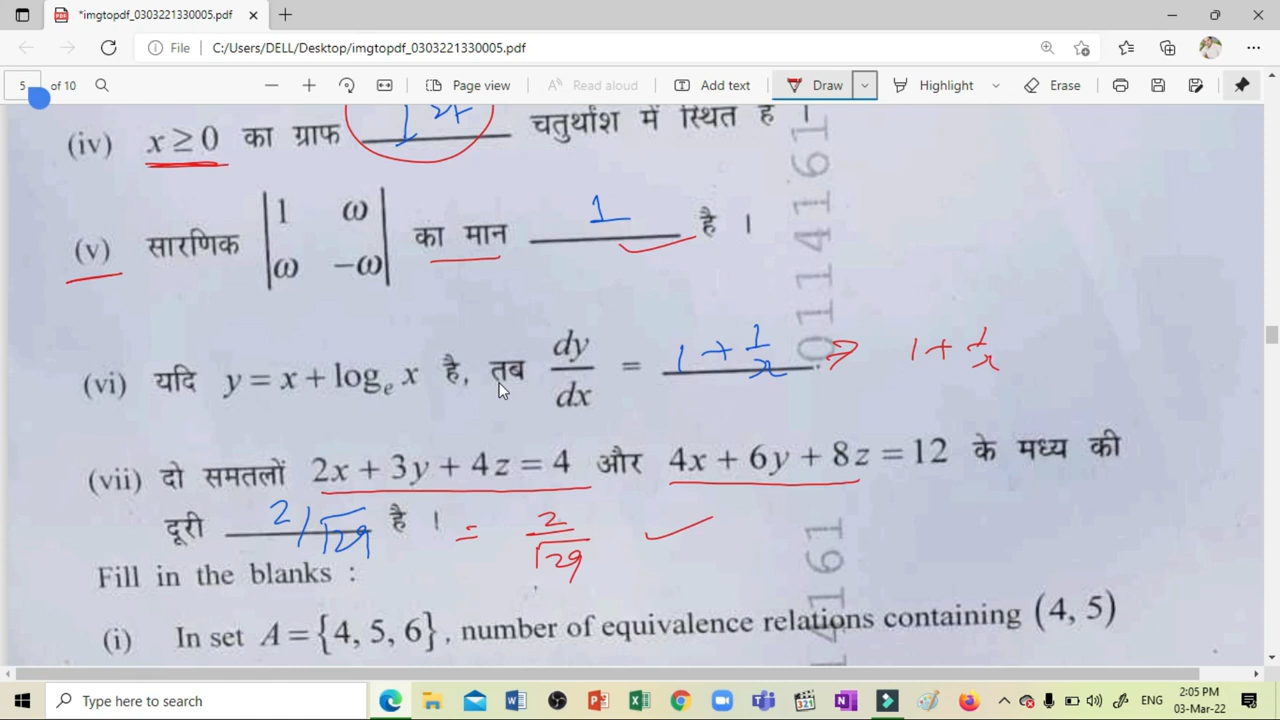 *imgtopdf_0303221330005.pdf
File | C:/Users/DELL/Desktop/imgtopdf_0303221330005.pdf
5 of 10 Page view Read aloud Add text Draw Highlight Erase
(iv) x ≥ 0 का ग्राफ ______ चतुर्थांश में स्थित है ।
(v) सारणिक |1 ω| का मान 1 है ।
|ω −ω|
(vi) यदि y = x + logₑ x है, तब dy/dx = 1 + 1/x . ⇒ 1 + 1/x
(vii) दो समतलों 2x + 3y + 4z = 4 और 4x + 6y + 8z = 12 के मध्य की
दूरी 2/√29 है । = 2/√29
Fill in the blanks :
(i) In set A = {4, 5, 6}, number of equivalence relations containing (4, 5)
01141161
4161
Type here to search
ENG
2:05 PM
03-Mar-22